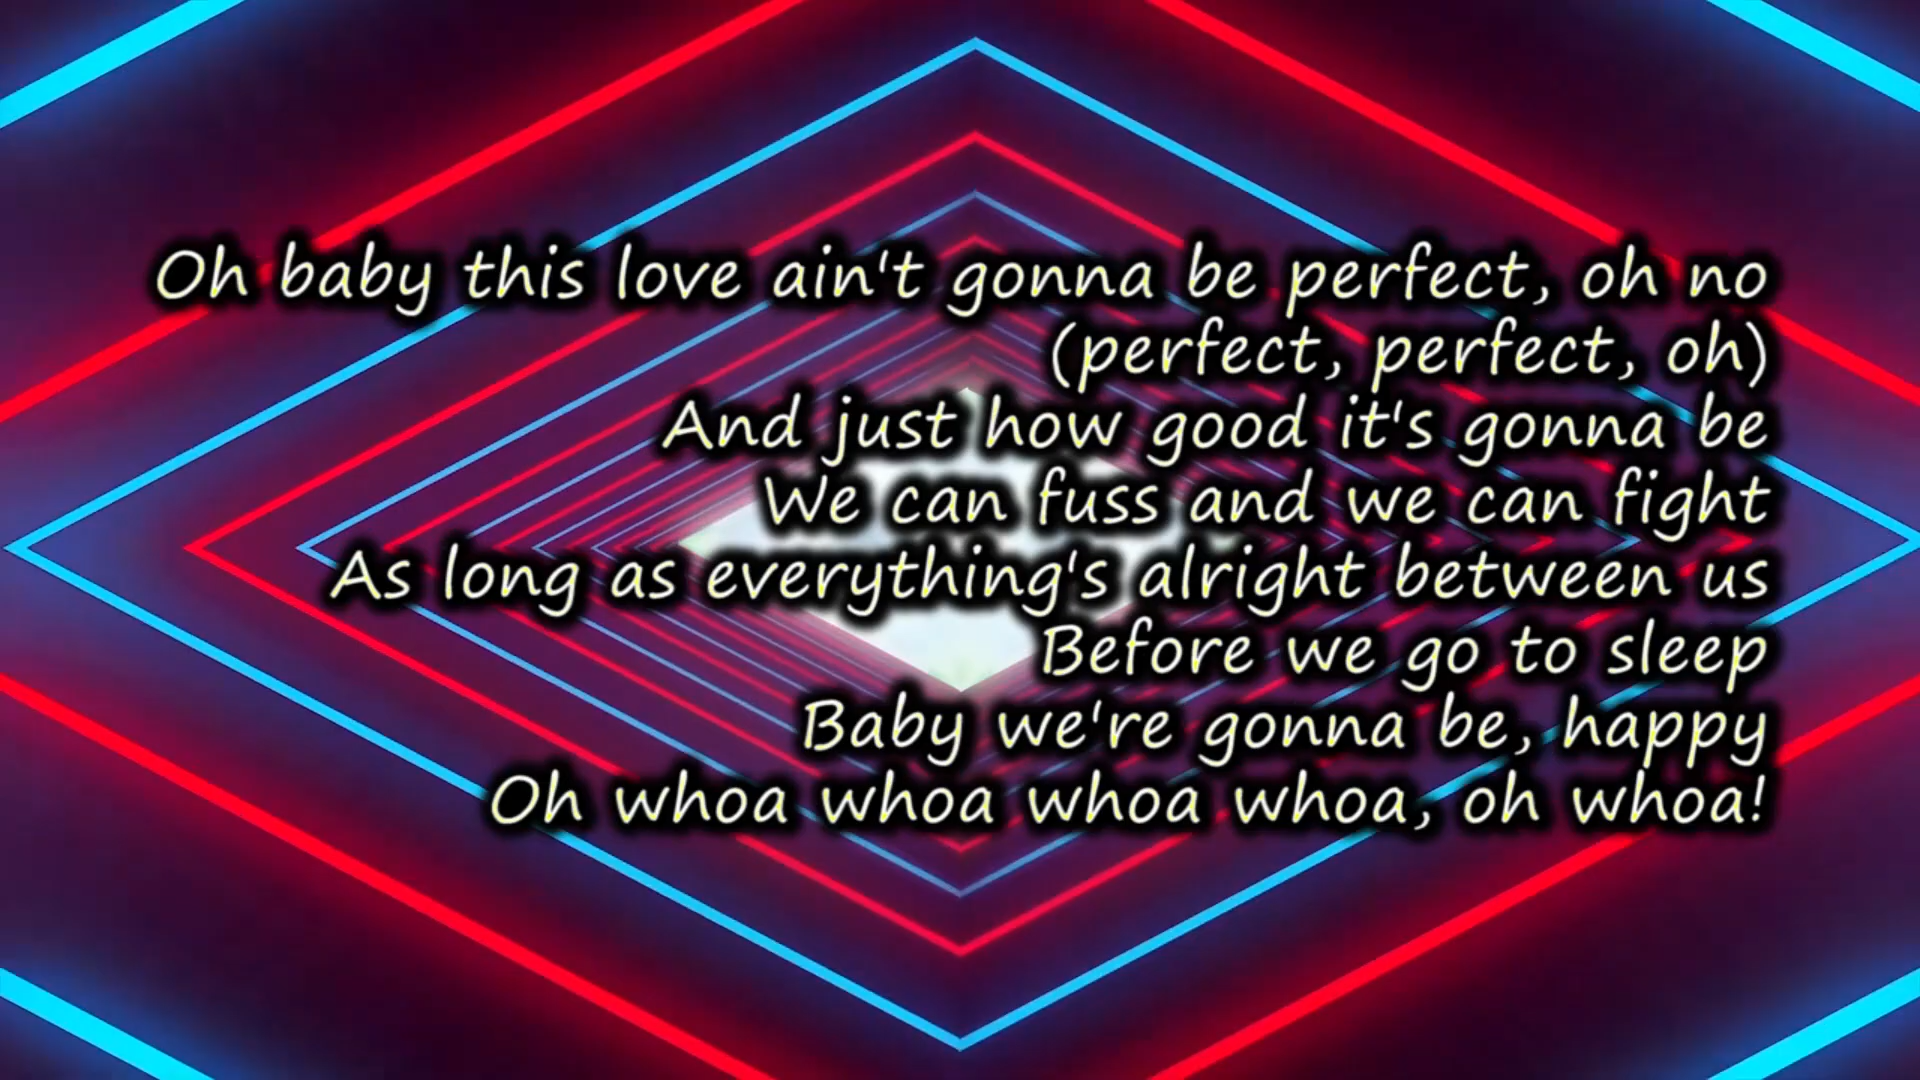 Oh baby this love ain't gonna be perfect, oh no
(perfect, perfect, oh)
And just how good it's gonna be
We can fuss and we can fight
As long as everything's alright between us
Before we go to sleep
Baby we're gonna be, happy
Oh whoa whoa whoa whoa, oh whoa!